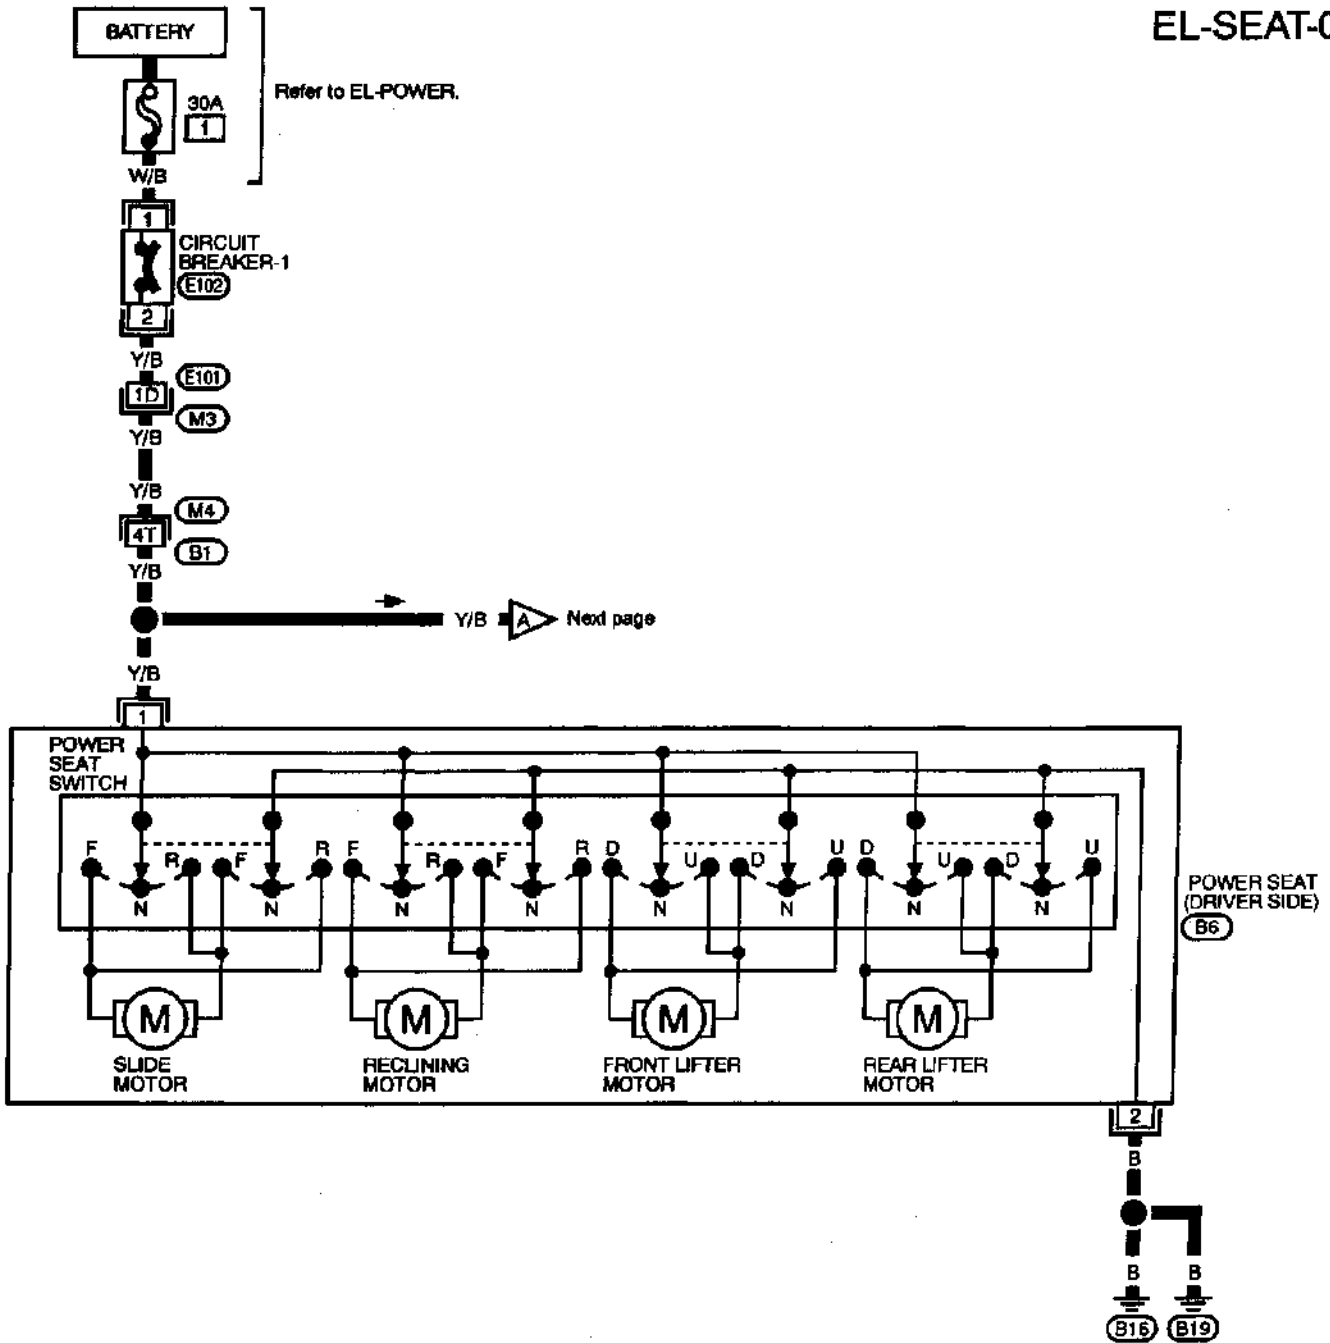 EL-SEAT-0
BATTERY
Refer to EL-POWER.
30A
1
W/B
1
CIRCUIT
BREAKER-1
E102
2
Y/B
E101
1D
M3
Y/B
Y/B
M4
4T
B1
Y/B
Y/B A Next page
Y/B
1
POWER
SEAT
SWITCH
F R F R F R F R D U D U D U D U
N N N N N N N N
POWER SEAT
(DRIVER SIDE)
B6
M M M M
SLIDE
MOTOR
RECLINING
MOTOR
FRONT LIFTER
MOTOR
REAR LIFTER
MOTOR
2
B
B B
B16 B19